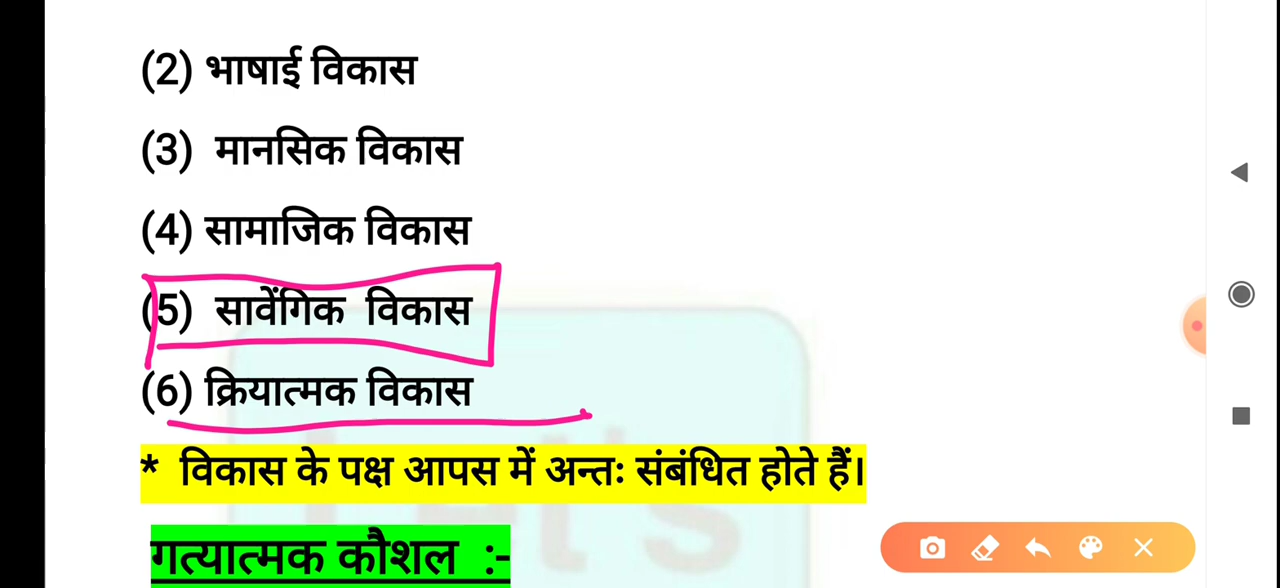 (2) भाषाई विकास
(3) मानसिक विकास
(4) सामाजिक विकास
(5) सावेंगिक विकास
(6) क्रियात्मक विकास
* विकास के पक्ष आपस में अन्तः संबंधित होते हैं।
गत्यात्मक कौशल :-